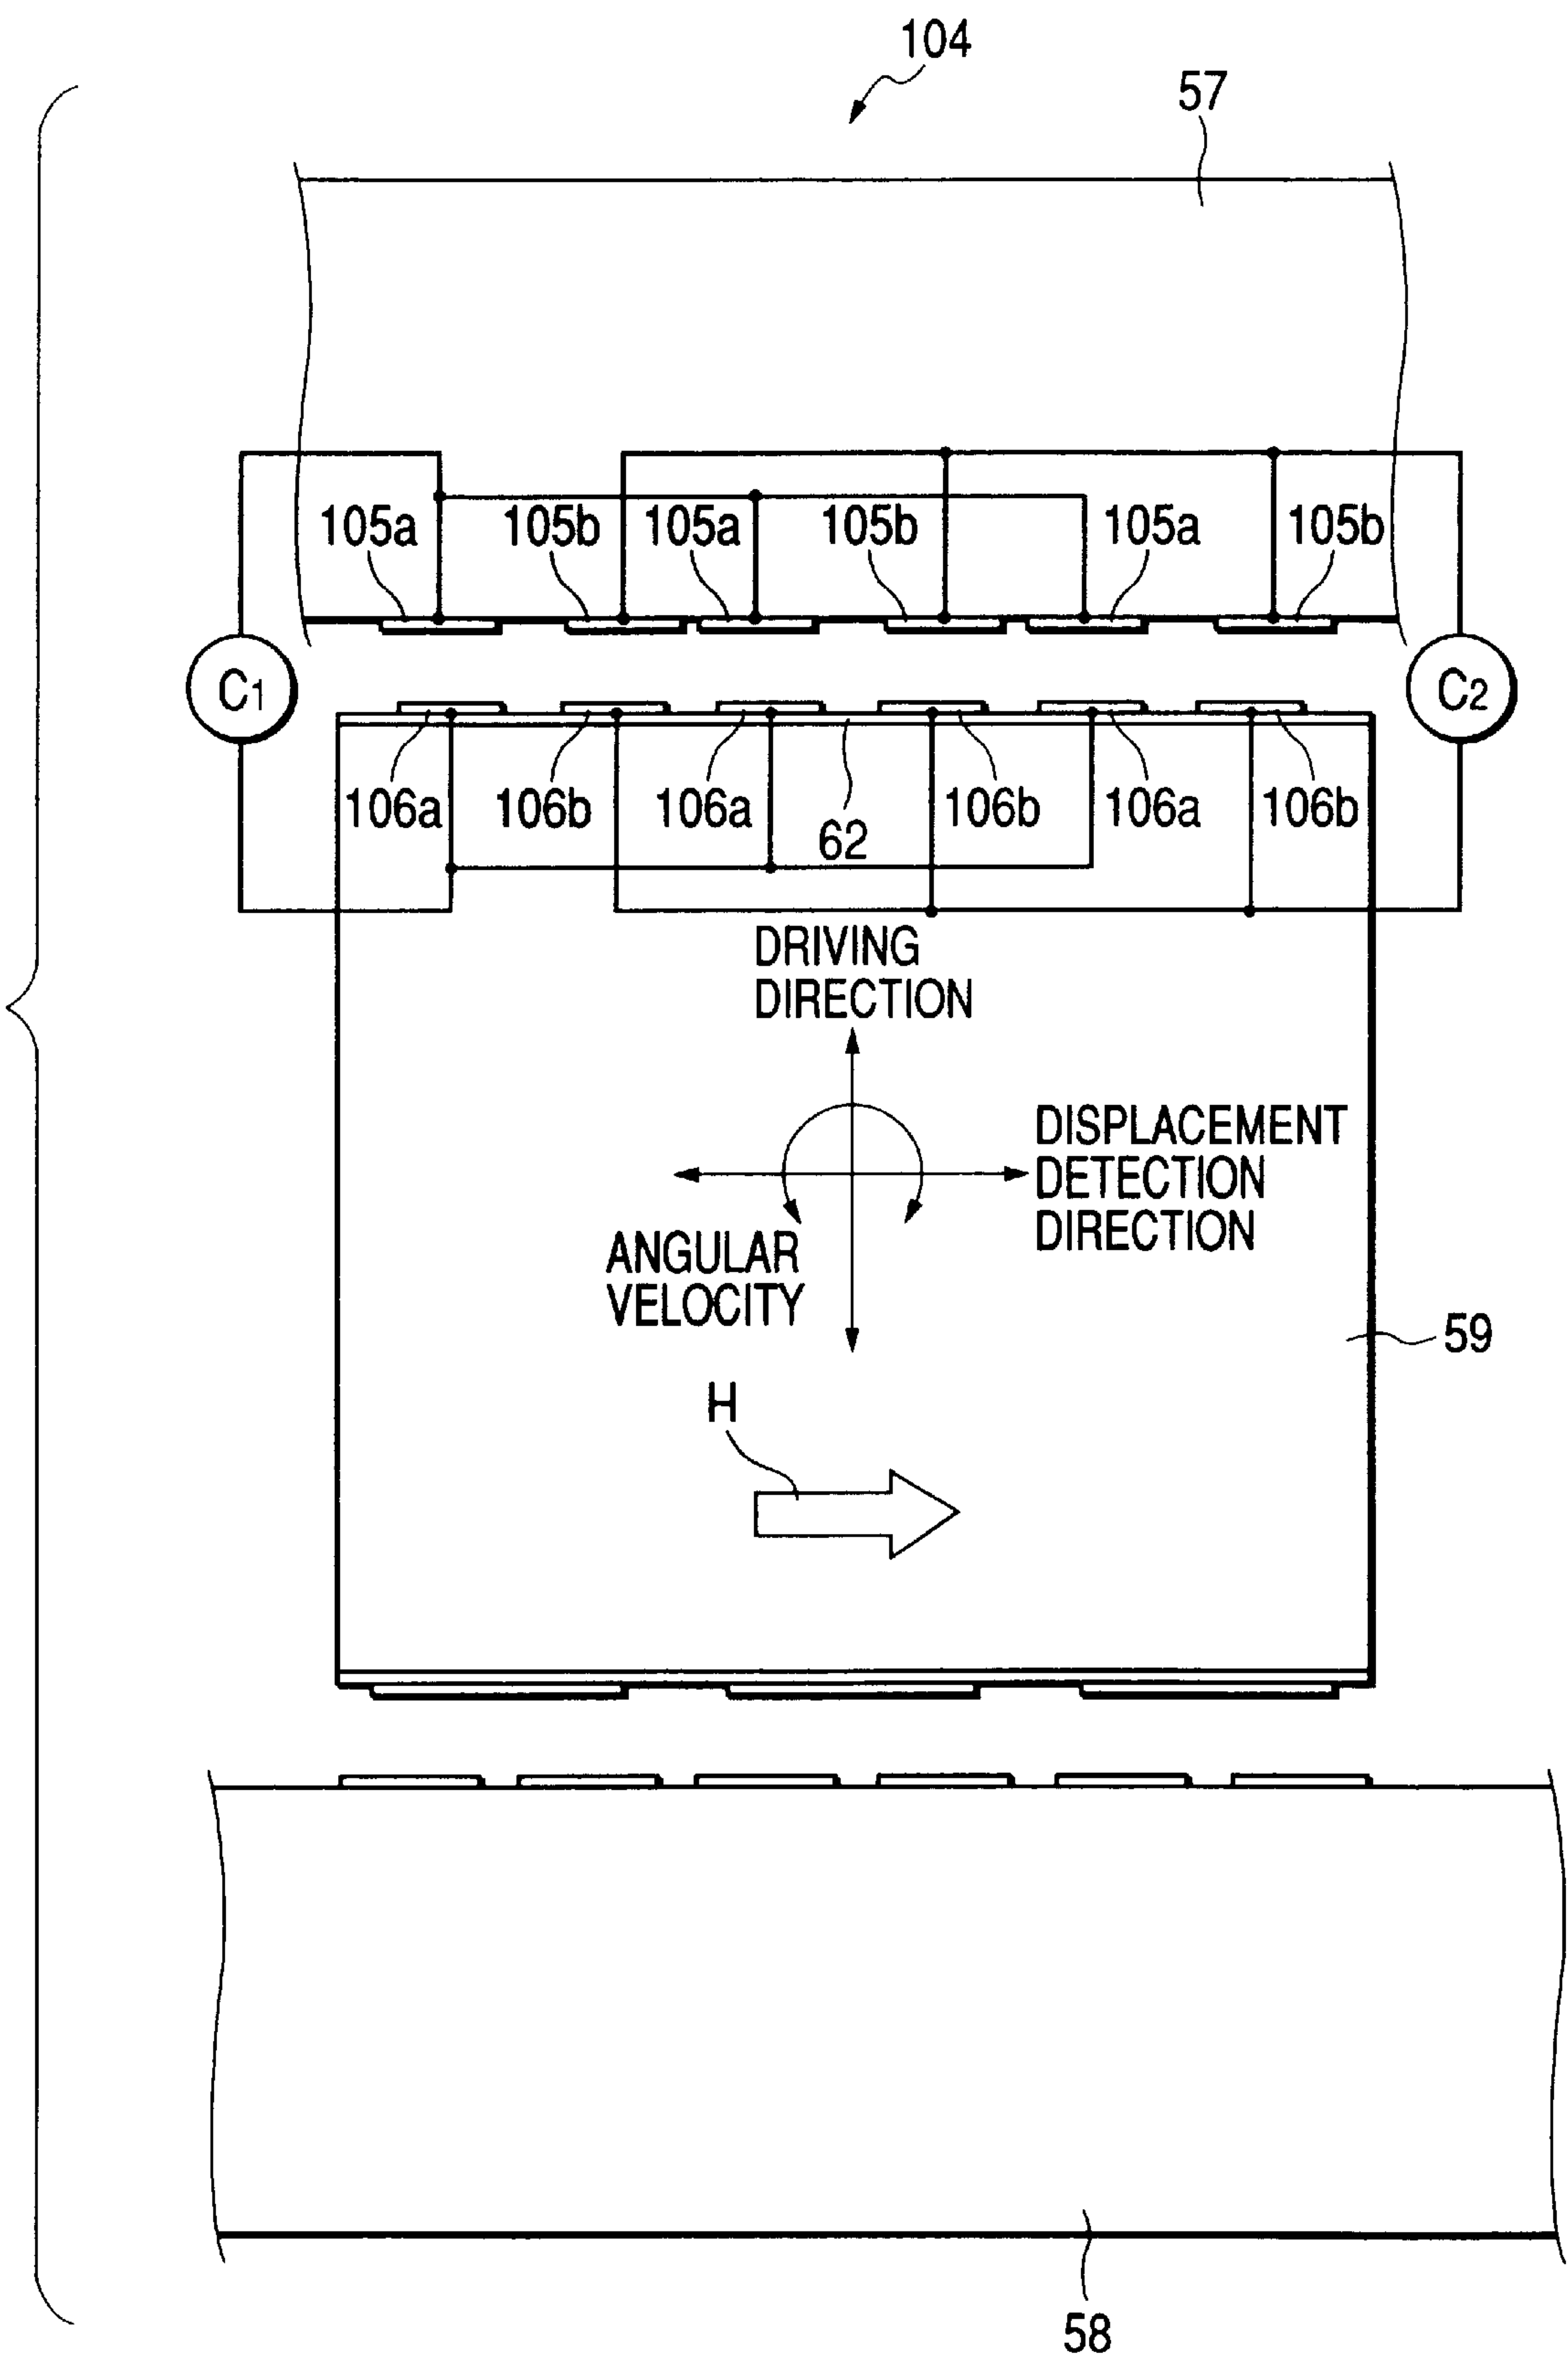 104
57
105a 105b 105a 105b 105a 105b
C1 C2
106a 106b 106a 62 106b 106a 106b
DRIVING
DIRECTION
DISPLACEMENT
DETECTION
DIRECTION
ANGULAR
VELOCITY
59
H
58